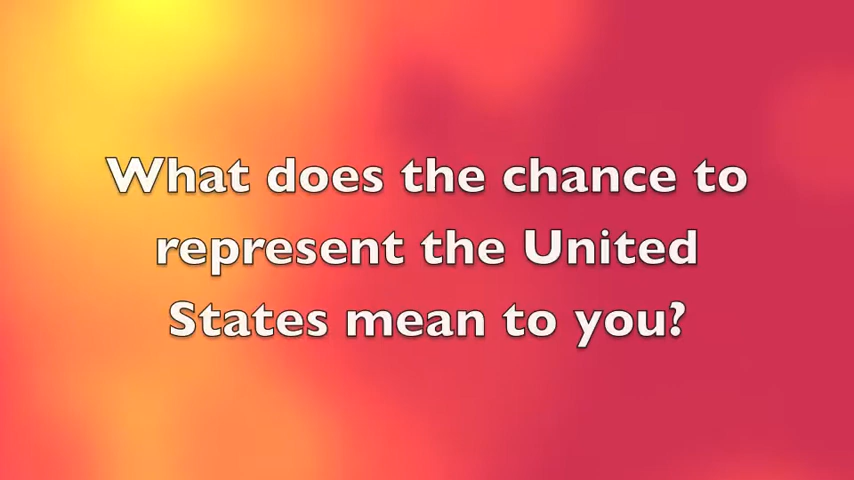 What does the chance to
represent the United
States mean to you?